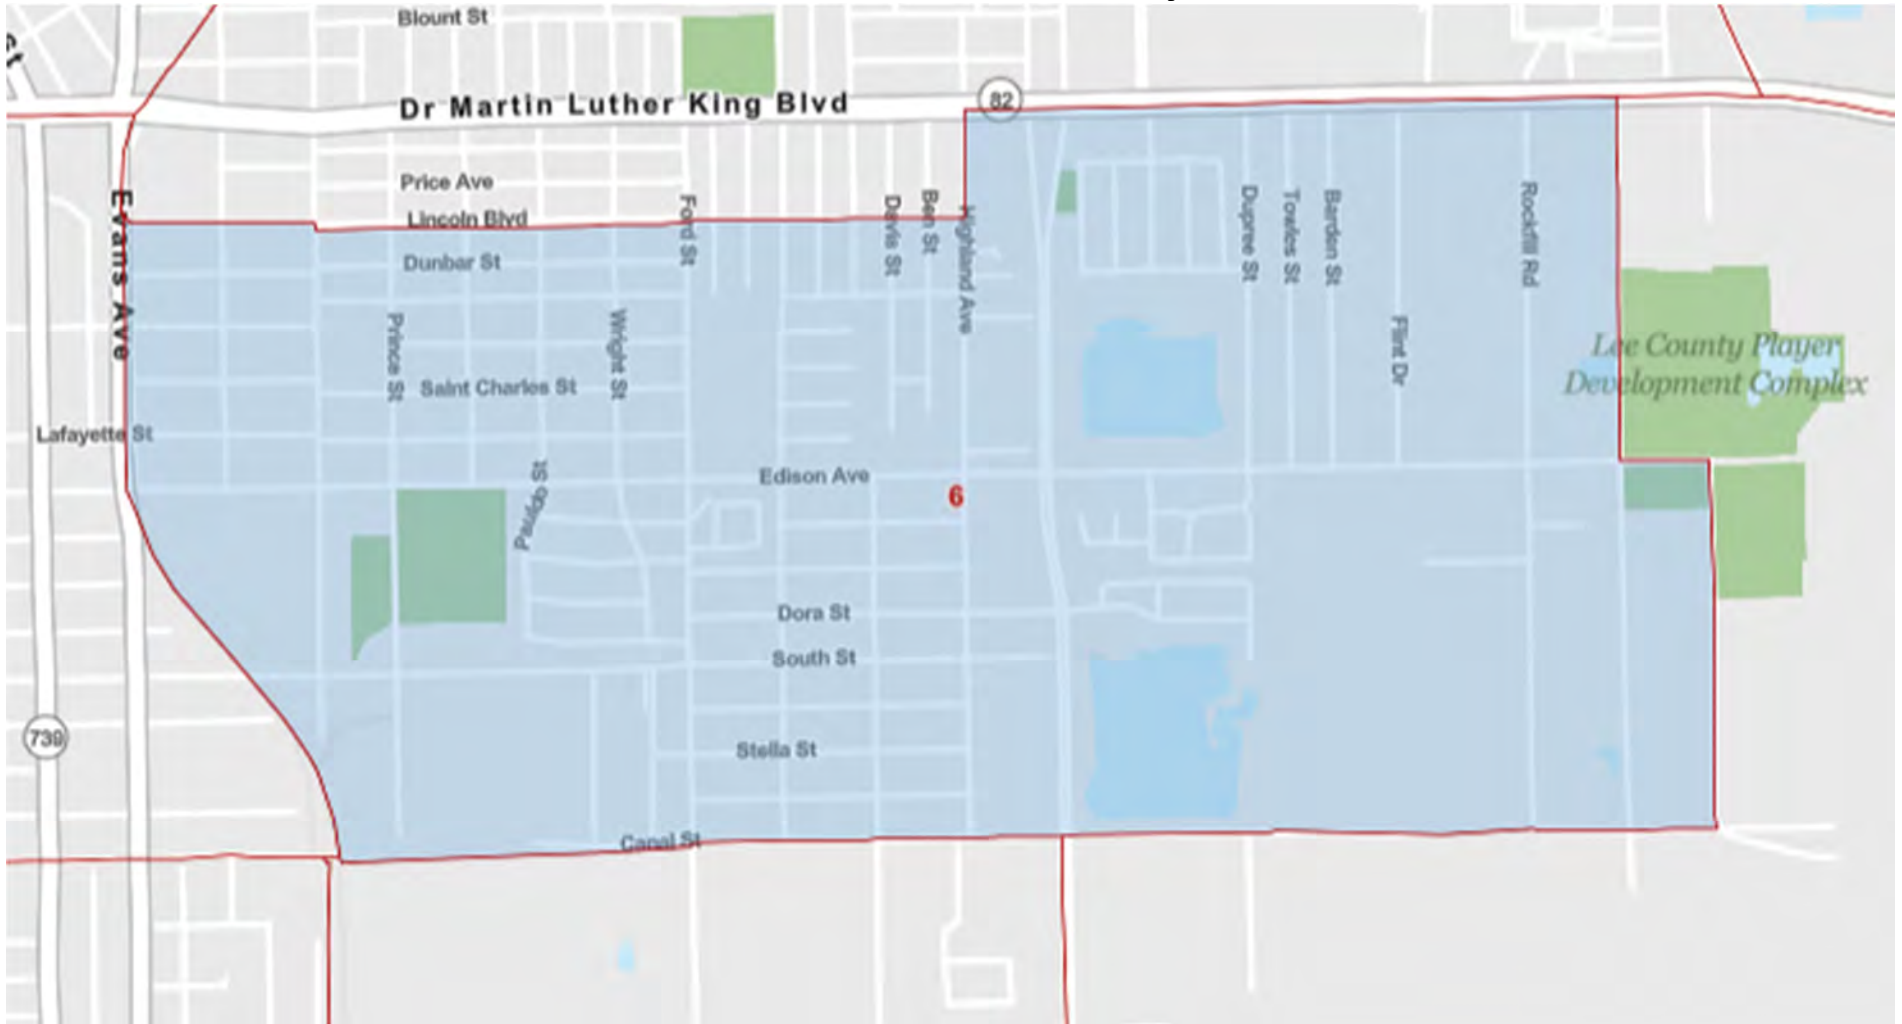 Blount St
Dr Martin Luther King Blvd
82
Price Ave
Lincoln Blvd
Evans Ave
Ford St
Davis St
Ben St
Highland Ave
Dupree St
Towles St
Barden St
Rockfill Rd
Dunbar St
Prince St
Wright St
Flint Dr
Lee County Player
Development Complex
Saint Charles St
Lafayette St
Edison Ave
6
Dora St
South St
739
Stella St
Canal St